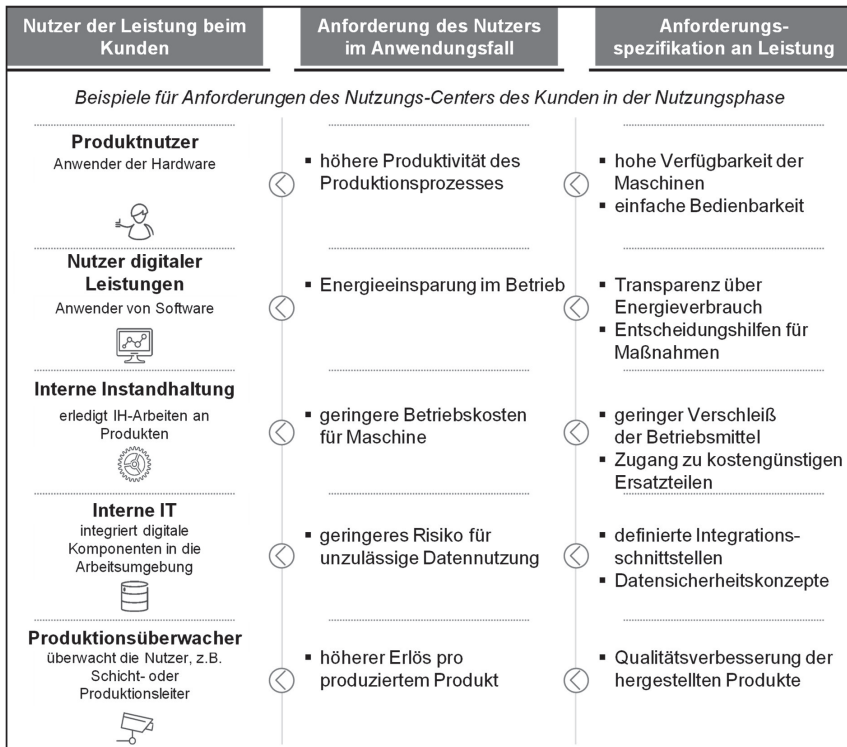 Nutzer der Leistung beim
Kunden
Anforderung des Nutzers
im Anwendungsfall
Anforderungs-
spezifikation an Leistung
Beispiele für Anforderungen des Nutzungs-Centers des Kunden in der Nutzungsphase
Produktnutzer
Anwender der Hardware
▪ höhere Produktivität des
Produktionsprozesses
▪ hohe Verfügbarkeit der
Maschinen
▪ einfache Bedienbarkeit
Nutzer digitaler
Leistungen
Anwender von Software
▪ Energieeinsparung im Betrieb
▪ Transparenz über
Energieverbrauch
▪ Entscheidungshilfen für
Maßnahmen
Interne Instandhaltung
erledigt IH-Arbeiten an
Produkten
▪ geringere Betriebskosten
für Maschine
▪ geringer Verschleiß
der Betriebsmittel
▪ Zugang zu kostengünstigen
Ersatzteilen
Interne IT
integriert digitale
Komponenten in die
Arbeitsumgebung
▪ geringeres Risiko für
unzulässige Datennutzung
▪ definierte Integrations-
schnittstellen
▪ Datensicherheitskonzepte
Produktionsüberwacher
überwacht die Nutzer, z.B.
Schicht- oder
Produktionsleiter
▪ höherer Erlös pro
produziertem Produkt
▪ Qualitätsverbesserung der
hergestellten Produkte